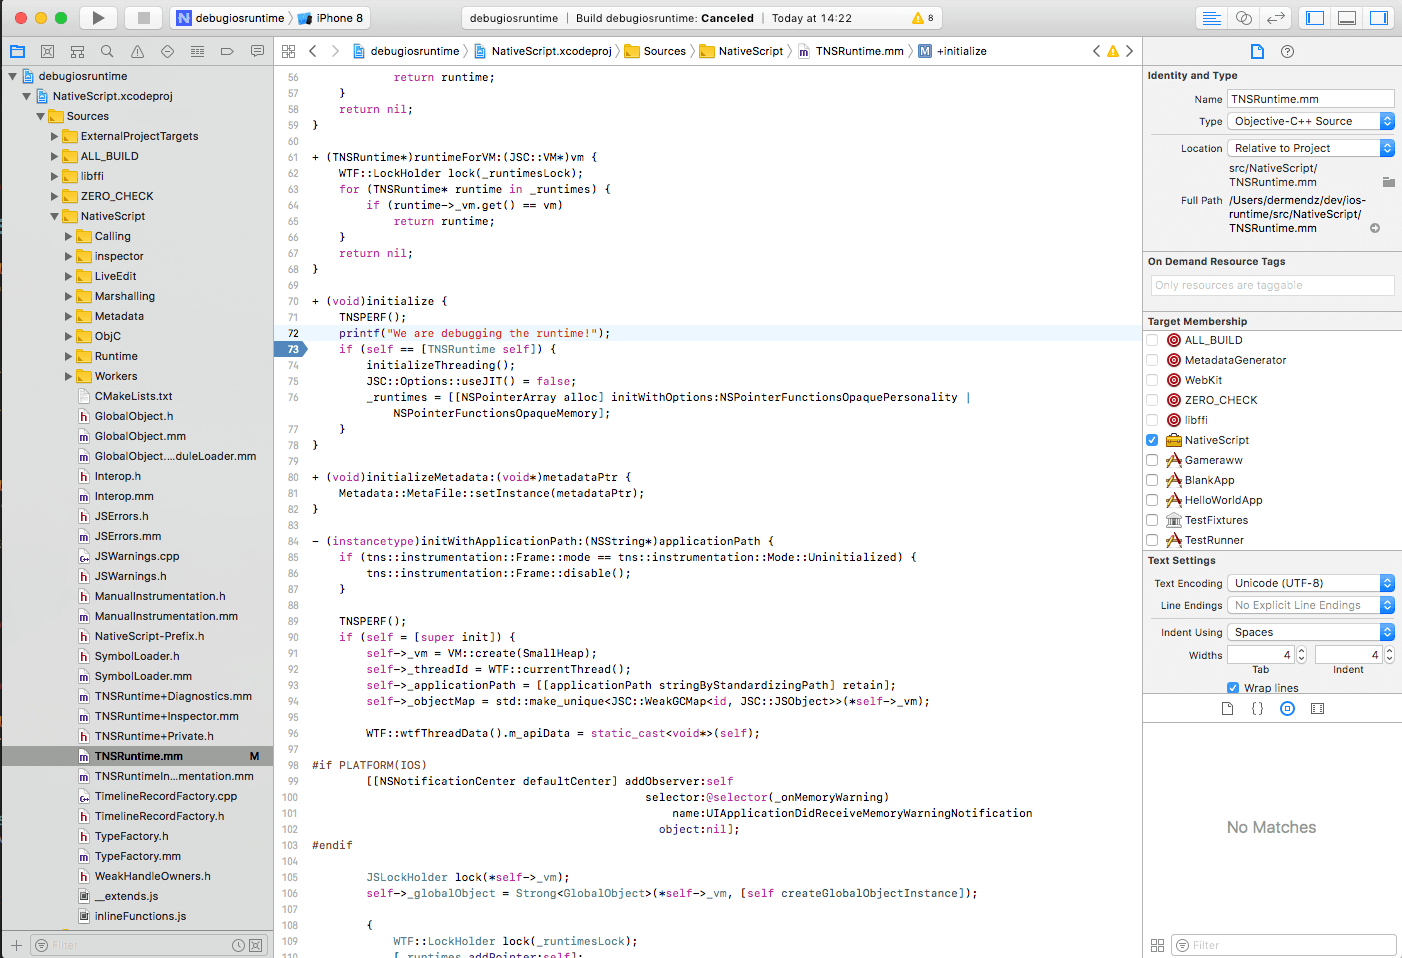 debugiosruntime iPhone 8
debugiosruntime Build debugiosruntime: Canceled Today at 14:22 8
debugiosruntime NativeScript.xcodeproj Sources NativeScript TNSRuntime.mm M +initialize
debugiosruntime
NativeScript.xcodeproj
Sources
ExternalProjectTargets
ALL_BUILD
libffi
ZERO_CHECK
NativeScript
Calling
inspector
LiveEdit
Marshalling
Metadata
ObjC
Runtime
Workers
CMakeLists.txt
h GlobalObject.h
m GlobalObject.mm
m GlobalObject....duleLoader.mm
h Interop.h
m Interop.mm
h JSErrors.h
m JSErrors.mm
JSWarnings.cpp
h JSWarnings.h
h ManualInstrumentation.h
m ManualInstrumentation.mm
h NativeScript-Prefix.h
h SymbolLoader.h
m SymbolLoader.mm
m TNSRuntime+Diagnostics.mm
m TNSRuntime+Inspector.mm
h TNSRuntime+Private.h
m TNSRuntime.mm M
m TNSRuntimeIn...mentation.mm
TimelineRecordFactory.cpp
h TimelineRecordFactory.h
h TypeFactory.h
m TypeFactory.mm
h WeakHandleOwners.h
__extends.js
inlineFunctions.js
Filter
56 return runtime;
57 }
58 return nil;
59 }
60
61 + (TNSRuntime*)runtimeForVM:(JSC::VM*)vm {
62 WTF::LockHolder lock(_runtimesLock);
63 for (TNSRuntime* runtime in _runtimes) {
64 if (runtime->_vm.get() == vm)
65 return runtime;
66 }
67 return nil;
68 }
69
70 + (void)initialize {
71 TNSPERF();
72 printf("We are debugging the runtime!");
73 if (self == [TNSRuntime self]) {
74 initializeThreading();
75 JSC::Options::useJIT() = false;
76 _runtimes = [[NSPointerArray alloc] initWithOptions:NSPointerFunctionsOpaquePersonality |
NSPointerFunctionsOpaqueMemory];
77 }
78 }
79
80 + (void)initializeMetadata:(void*)metadataPtr {
81 Metadata::MetaFile::setInstance(metadataPtr);
82 }
83
84 - (instancetype)initWithApplicationPath:(NSString*)applicationPath {
85 if (tns::instrumentation::Frame::mode == tns::instrumentation::Mode::Uninitialized) {
86 tns::instrumentation::Frame::disable();
87 }
88
89 TNSPERF();
90 if (self = [super init]) {
91 self->_vm = VM::create(SmallHeap);
92 self->_threadId = WTF::currentThread();
93 self->_applicationPath = [[applicationPath stringByStandardizingPath] retain];
94 self->_objectMap = std::make_unique<JSC::WeakGCMap<id, JSC::JSObject>>(*self->_vm);
95
96 WTF::wtfThreadData().m_apiData = static_cast<void*>(self);
97
98 #if PLATFORM(IOS)
99 [[NSNotificationCenter defaultCenter] addObserver:self
100 selector:@selector(_onMemoryWarning)
101 name:UIApplicationDidReceiveMemoryWarningNotification
102 object:nil];
103 #endif
104
105 JSLockHolder lock(*self->_vm);
106 self->_globalObject = Strong<GlobalObject>(*self->_vm, [self createGlobalObjectInstance]);
107
108 {
109 WTF::LockHolder lock(_runtimesLock);
110 [_runtimes addPointer:self];
Identity and Type
Name TNSRuntime.mm
Type Objective-C++ Source
Location Relative to Project
src/NativeScript/
TNSRuntime.mm
Full Path /Users/dermendz/dev/ios-
runtime/src/NativeScript/
TNSRuntime.mm
On Demand Resource Tags
Only resources are taggable
Target Membership
ALL_BUILD
MetadataGenerator
WebKit
ZERO_CHECK
libffi
NativeScript
Gameraww
BlankApp
HelloWorldApp
TestFixtures
TestRunner
Text Settings
Text Encoding Unicode (UTF-8)
Line Endings No Explicit Line Endings
Indent Using Spaces
Widths 4 4
Tab Indent
Wrap lines
No Matches
Filter